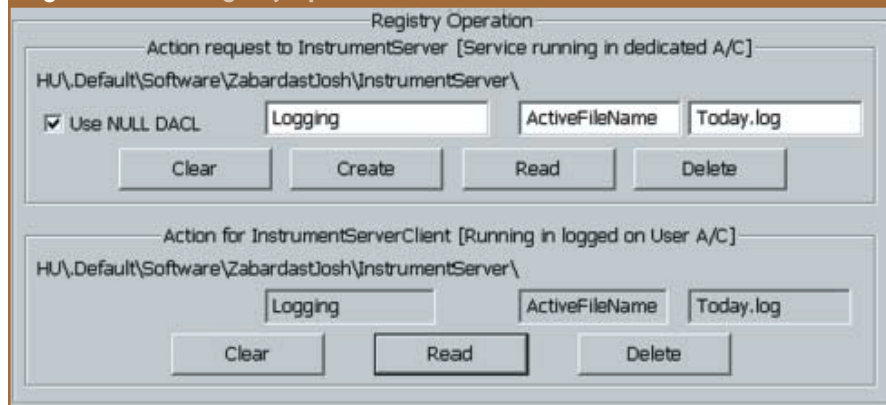 Registry Operation
Action request to InstrumentServer [Service running in dedicated A/C]
HU\.Default\Software\ZabardastJosh\InstrumentServer\
Use NULL DACL Logging ActiveFileName Today.log
Clear Create Read Delete
Action for InstrumentServerClient [Running in logged on User A/C]
HU\.Default\Software\ZabardastJosh\InstrumentServer\
Logging ActiveFileName Today.log
Clear Read Delete